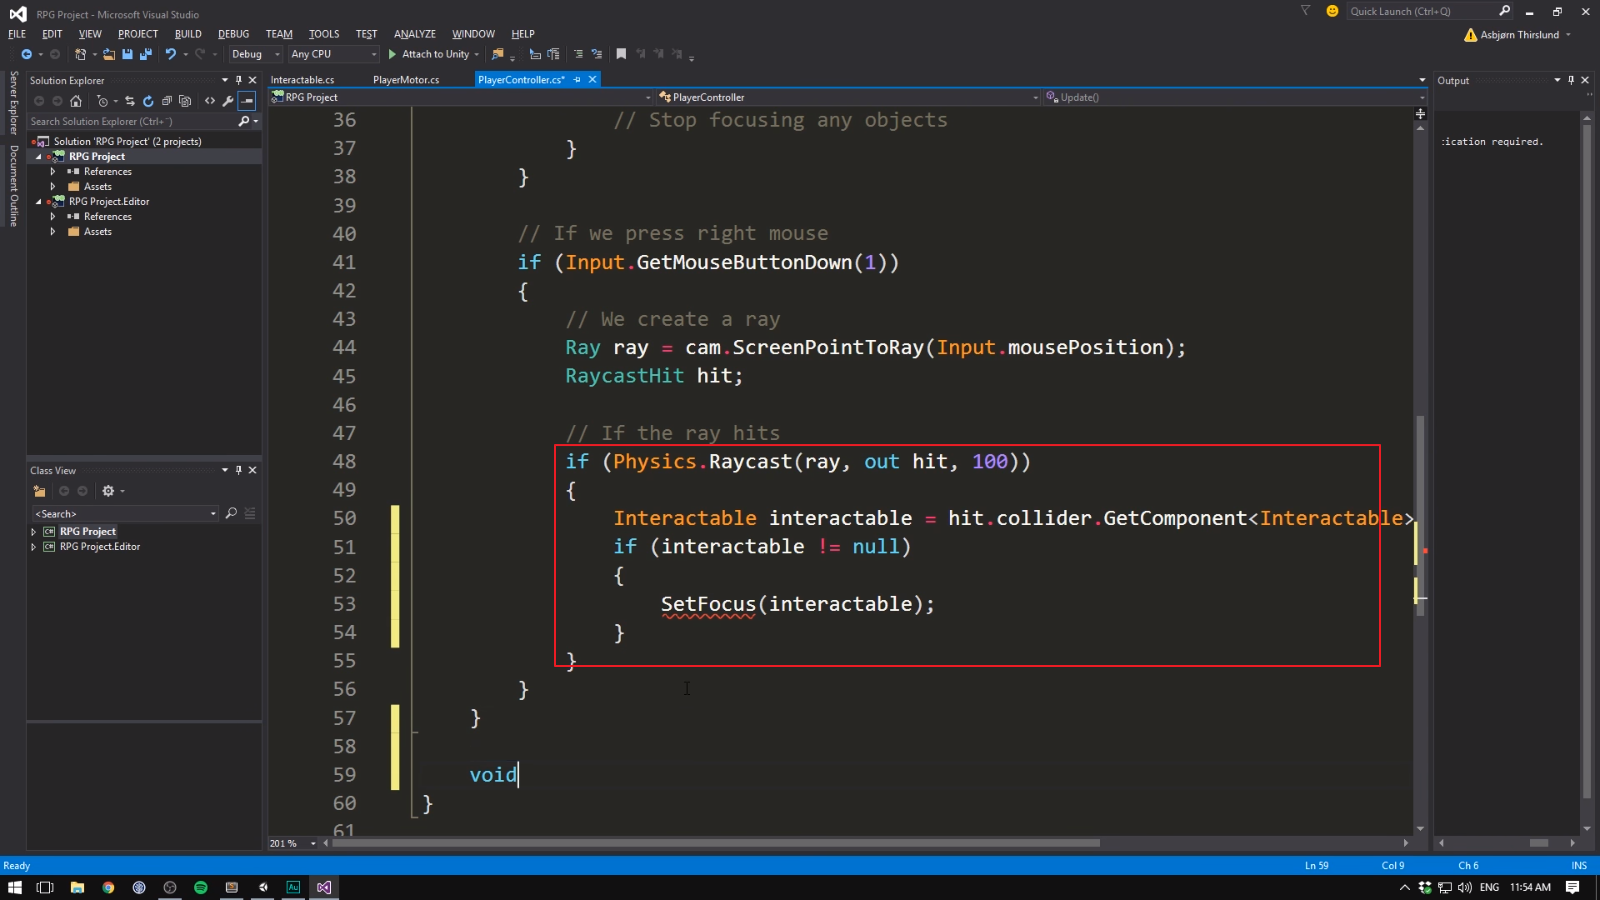 RPG Project - Microsoft Visual Studio
Quick Launch (Ctrl+Q)
FILE EDIT VIEW PROJECT BUILD DEBUG TEAM TOOLS TEST ANALYZE WINDOW HELP
Asbjørn Thirslund
Debug Any CPU Attach to Unity
Server Explorer
Document Outline
Solution Explorer
Search Solution Explorer (Ctrl+¨)
Solution 'RPG Project' (2 projects)
RPG Project
References
Assets
RPG Project.Editor
References
Assets
Class View
<Search>
RPG Project
RPG Project.Editor
Interactable.cs PlayerMotor.cs PlayerController.cs*
RPG Project PlayerController Update()
36 // Stop focusing any objects
37 }
38 }
39
40 // If we press right mouse
41 if (Input.GetMouseButtonDown(1))
42 {
43 // We create a ray
44 Ray ray = cam.ScreenPointToRay(Input.mousePosition);
45 RaycastHit hit;
46
47 // If the ray hits
48 if (Physics.Raycast(ray, out hit, 100))
49 {
50 Interactable interactable = hit.collider.GetComponent<Interactable>
51 if (interactable != null)
52 {
53 SetFocus(interactable);
54 }
55 }
56 }
57 }
58
59 void
60 }
61
201 %
Output
ication required.
Ready Ln 59 Col 9 Ch 6 INS
Au ENG 11:54 AM